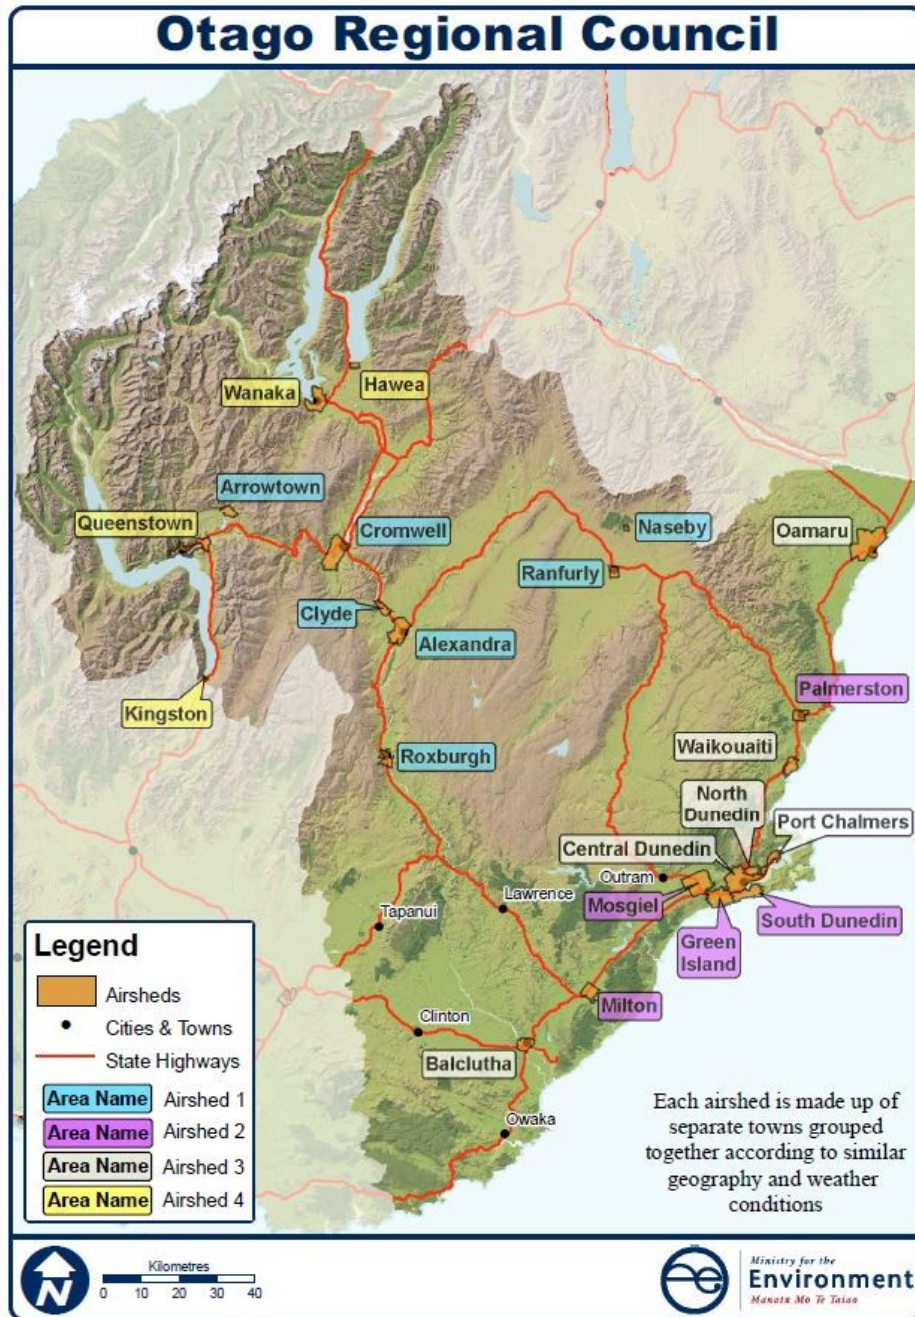 Otago Regional Council
Wanaka
Hawea
Arrowtown
Queenstown
Cromwell
Naseby
Oamaru
Ranfurly
Clyde
Alexandra
Kingston
Palmerston
Roxburgh
Waikouaiti
North
Dunedin
Port Chalmers
Central Dunedin
Outram
Mosgiel
South Dunedin
Green
Island
Lawrence
Tapanui
Milton
Clinton
Balclutha
Owaka
Legend
Airsheds
Cities & Towns
State Highways
Area Name Airshed 1
Area Name Airshed 2
Area Name Airshed 3
Area Name Airshed 4
Each airshed is made up of
separate towns grouped
together according to similar
geography and weather
conditions
N
Kilometres
0 10 20 30 40
Ministry for the
Environment
Manatū Mō Te Taiao